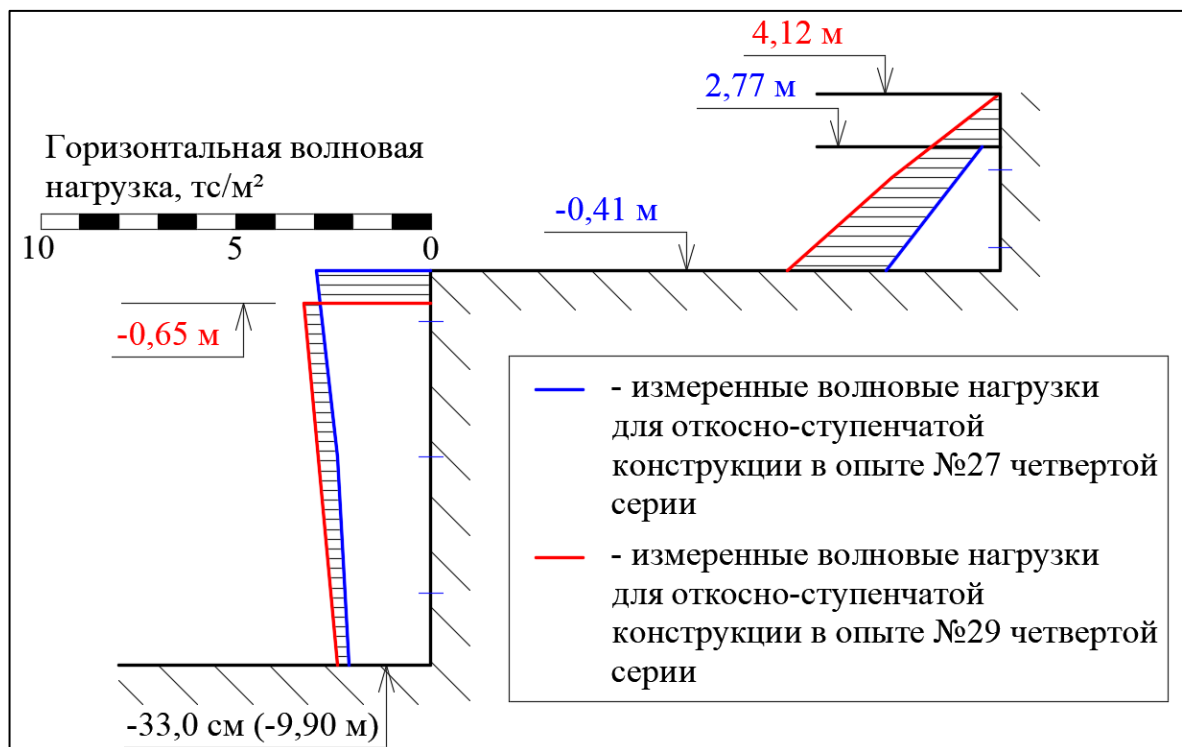 4,12 м
2,77 м
Горизонтальная волновая
нагрузка, тс/м²
10
5
0
-0,41 м
-0,65 м
- измеренные волновые нагрузки
для откосно-ступенчатой
конструкции в опыте №27 четвертой
серии
- измеренные волновые нагрузки
для откосно-ступенчатой
конструкции в опыте №29 четвертой
серии
-33,0 см (-9,90 м)